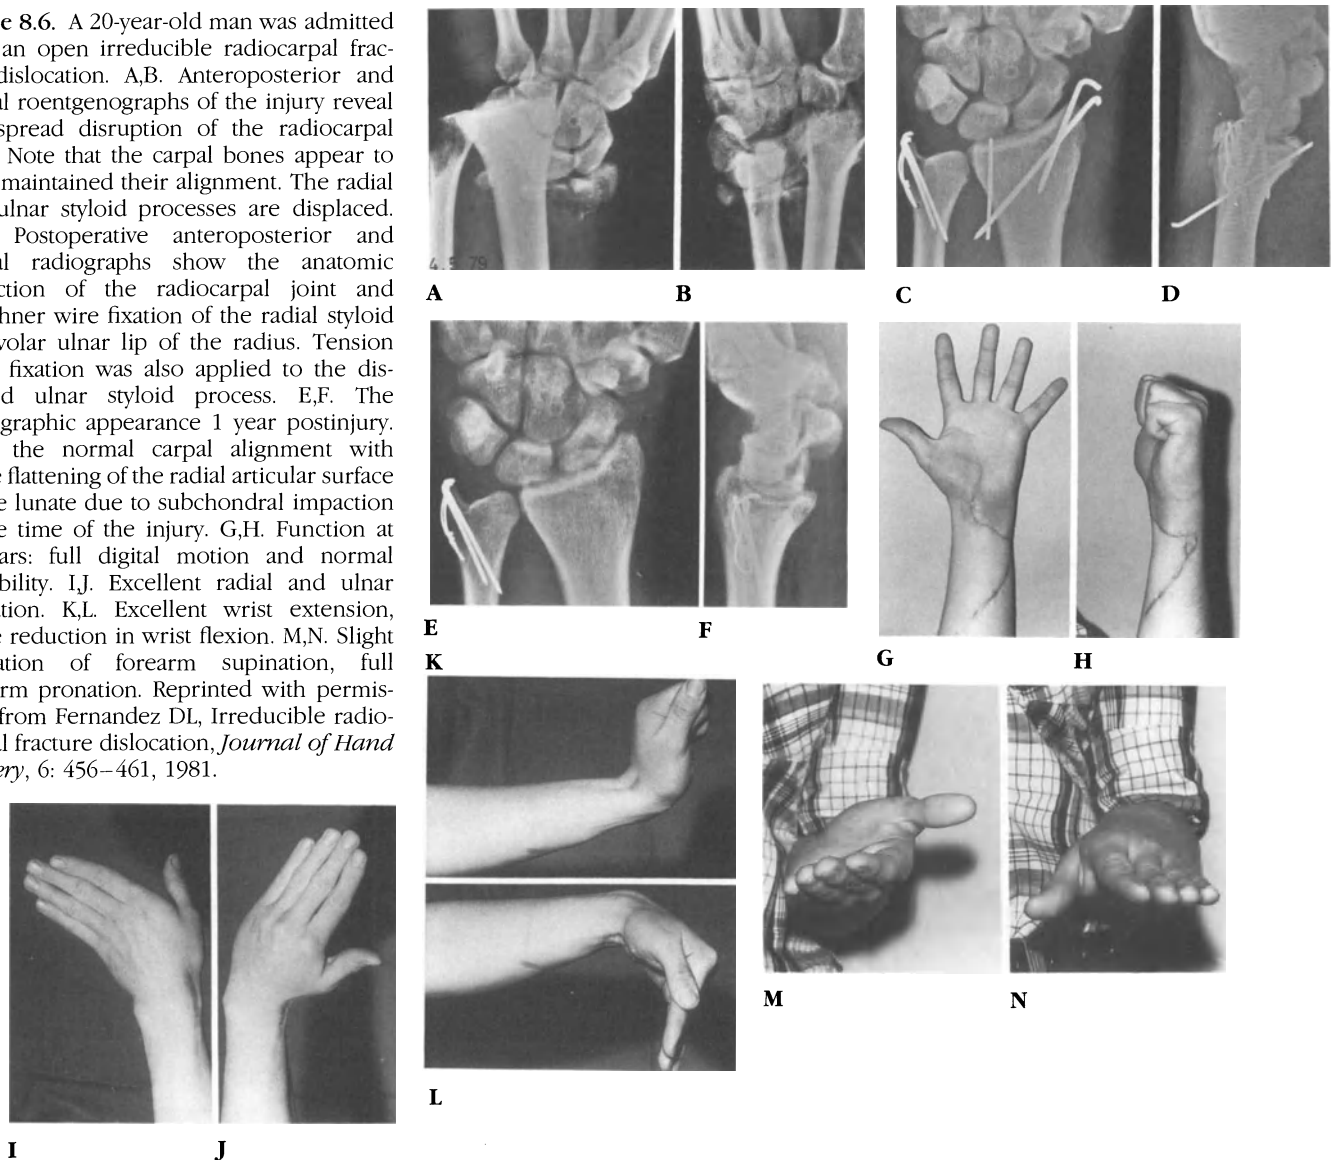 e 8.6. A 20-year-old man was admitted
an open irreducible radiocarpal frac-
dislocation. A,B. Anteroposterior and
al roentgenographs of the injury reveal
spread disruption of the radiocarpal
Note that the carpal bones appear to
maintained their alignment. The radial
ulnar styloid processes are displaced.
Postoperative anteroposterior and
al radiographs show the anatomic
ction of the radiocarpal joint and
hner wire fixation of the radial styloid
volar ulnar lip of the radius. Tension
fixation was also applied to the dis-
d ulnar styloid process. E,F. The
graphic appearance 1 year postinjury.
the normal carpal alignment with
e flattening of the radial articular surface
e lunate due to subchondral impaction
e time of the injury. G,H. Function at
ars: full digital motion and normal
bility. I,J. Excellent radial and ulnar
tion. K,L. Excellent wrist extension,
e reduction in wrist flexion. M,N. Slight
ation of forearm supination, full
rm pronation. Reprinted with permis-
from Fernandez DL, Irreducible radio-
al fracture dislocation, Journal of Hand
ery, 6: 456–461, 1981.
4.5.79
A
B
C
D
E
F
G
H
K
L
M
N
I
J